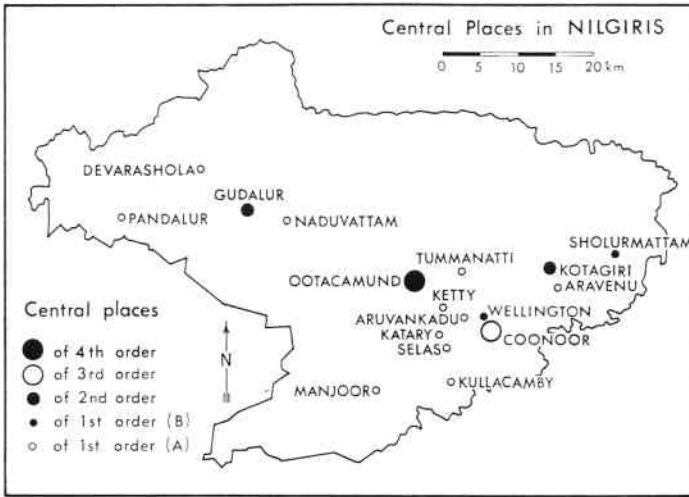 Central Places in NILGIRIS
0 5 10 15 20 km
DEVARASHOLA
GUDALUR
PANDALUR
NADUVATTAM
SHOLURMATTAM
TUMMANATTI
KOTAGIRI
OOTACAMUND
ARAVENU
KETTY
WELLINGTON
ARUVANKADU
COONOOR
KATARY
SELAS
KULLACAMBY
MANJOOR
Central places
of 4th order
of 3rd order
of 2nd order
of 1st order (B)
of 1st order (A)
N